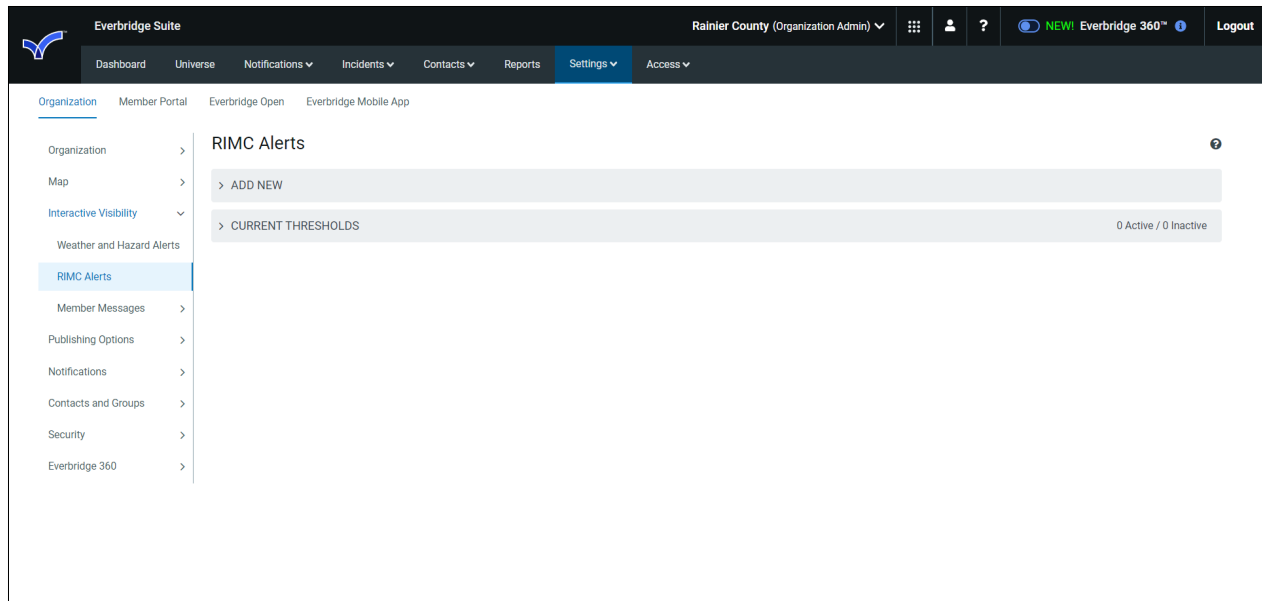 Everbridge Suite
Rainier County (Organization Admin)
? NEW! Everbridge 360™ i Logout
Dashboard Universe Notifications Incidents Contacts Reports Settings Access
Organization Member Portal Everbridge Open Everbridge Mobile App
Organization
Map
Interactive Visibility
Weather and Hazard Alerts
RIMC Alerts
Member Messages
Publishing Options
Notifications
Contacts and Groups
Security
Everbridge 360
RIMC Alerts ?
ADD NEW
CURRENT THRESHOLDS 0 Active / 0 Inactive